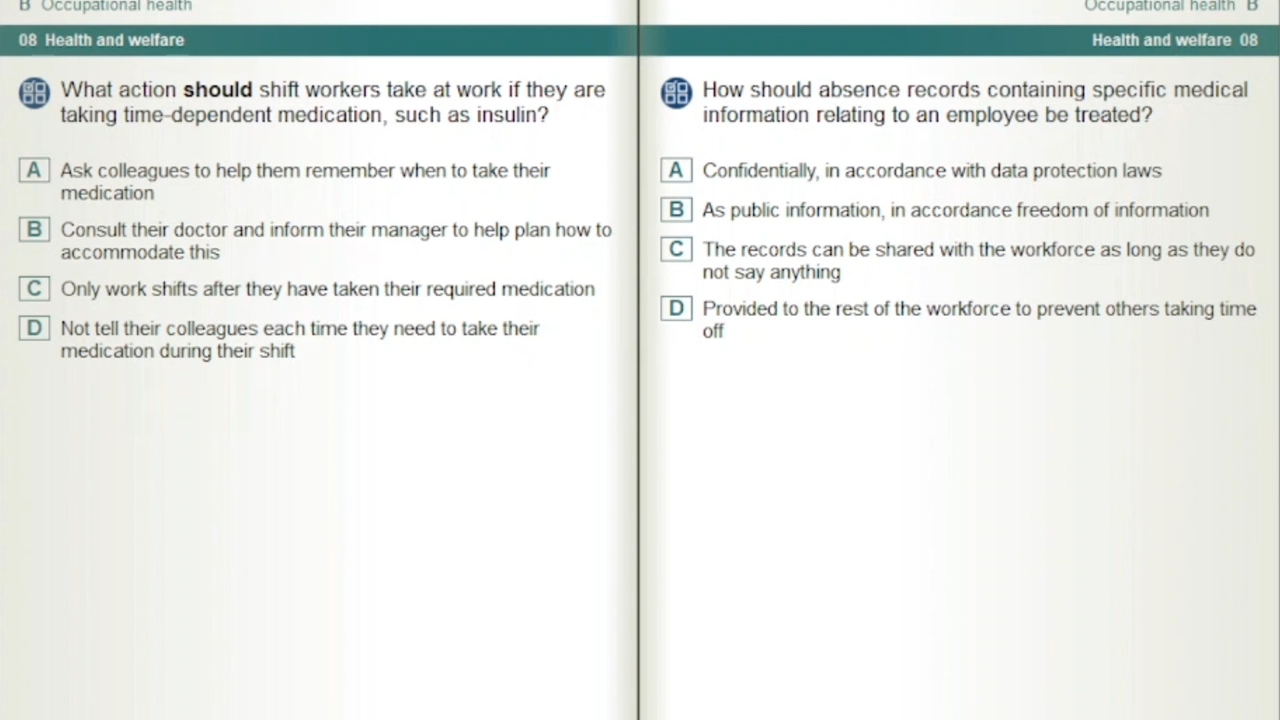 B Occupational health
08 Health and welfare
What action should shift workers take at work if they are
taking time-dependent medication, such as insulin?
A Ask colleagues to help them remember when to take their
medication
B Consult their doctor and inform their manager to help plan how to
accommodate this
C Only work shifts after they have taken their required medication
D Not tell their colleagues each time they need to take their
medication during their shift
Occupational health B
Health and welfare 08
How should absence records containing specific medical
information relating to an employee be treated?
A Confidentially, in accordance with data protection laws
B As public information, in accordance freedom of information
C The records can be shared with the workforce as long as they do
not say anything
D Provided to the rest of the workforce to prevent others taking time
off